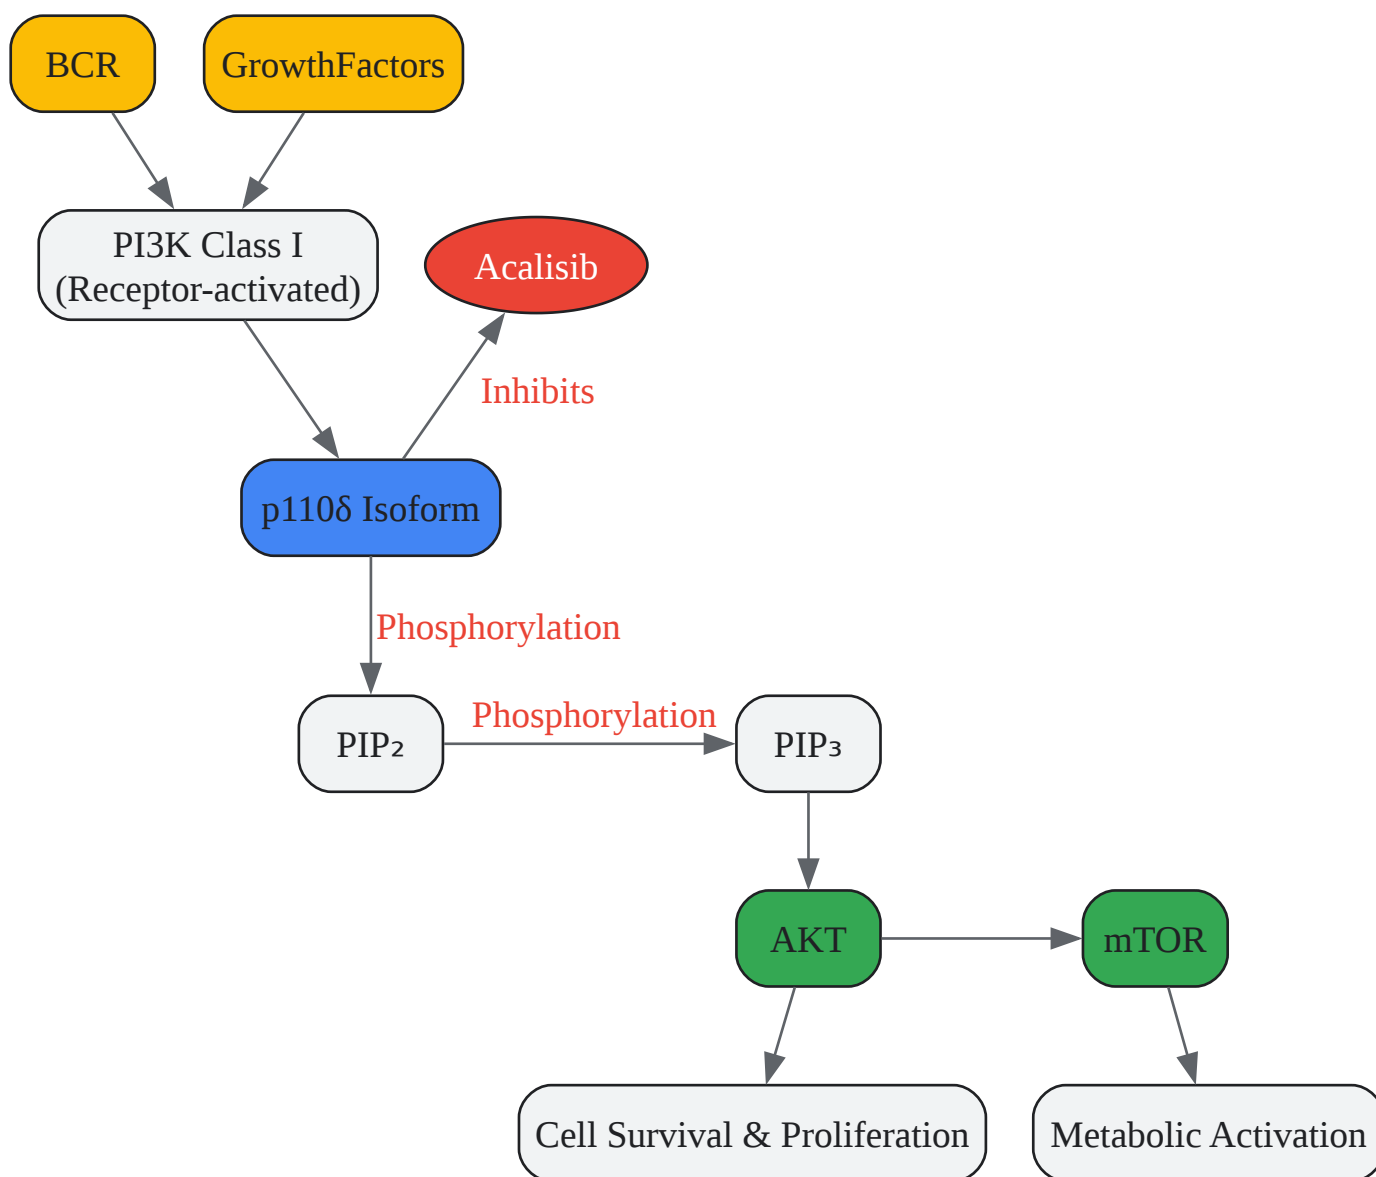 BCR
GrowthFactors
PI3K Class I
(Receptor-activated)
Acalisib
Inhibits
p110δ Isoform
Phosphorylation
Phosphorylation
PIP₂
PIP₃
AKT
mTOR
Cell Survival & Proliferation
Metabolic Activation